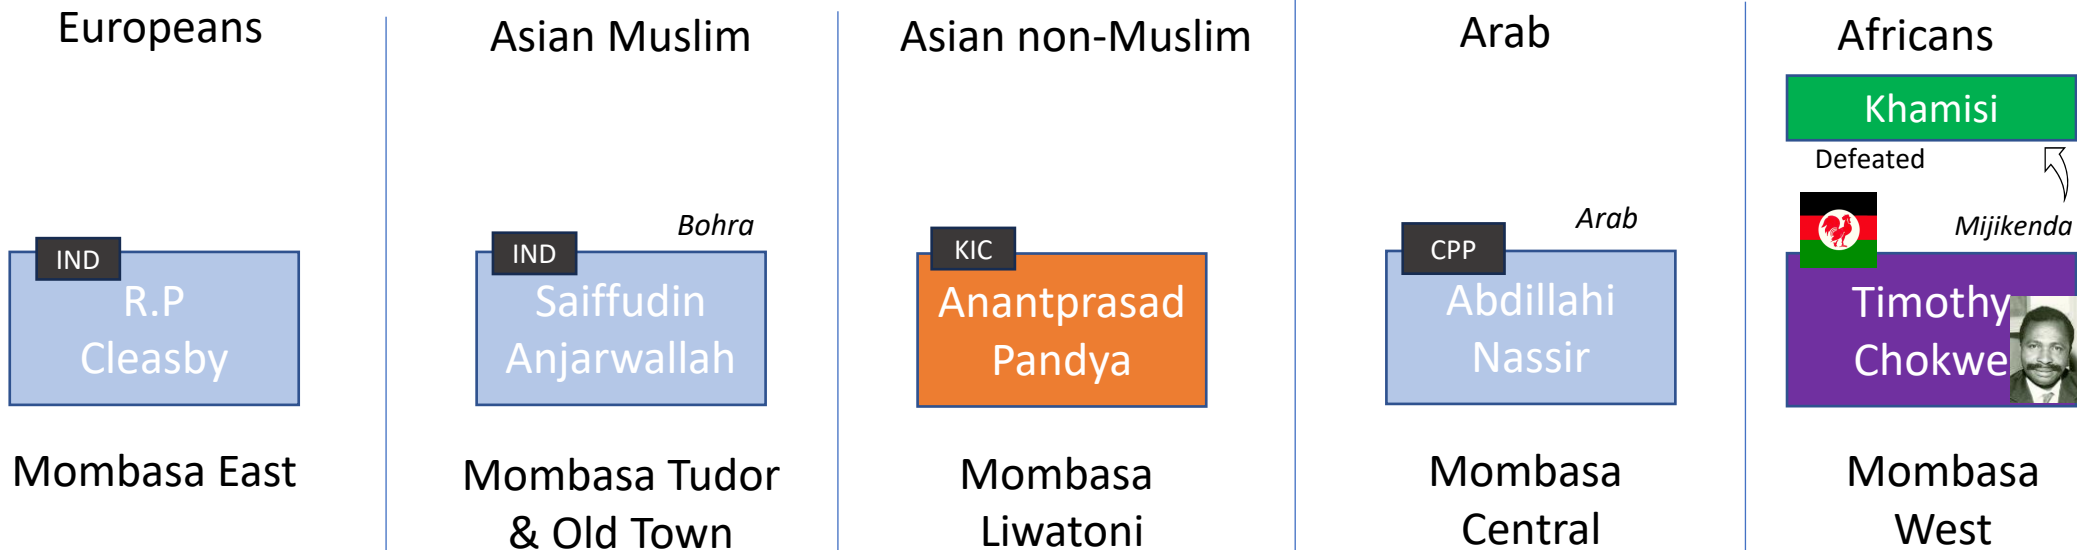 Europeans
IND
R.P
Cleasby
Mombasa East
Asian Muslim
Bohra
IND
Saiffudin
Anjarwallah
Mombasa Tudor
& Old Town
Asian non-Muslim
KIC
Anantprasad
Pandya
Mombasa
Liwatoni
Arab
Arab
CPP
Abdillahi
Nassir
Mombasa
Central
Africans
Khamisi
Defeated
Mijikenda
Timothy
Chokwe
Mombasa
West